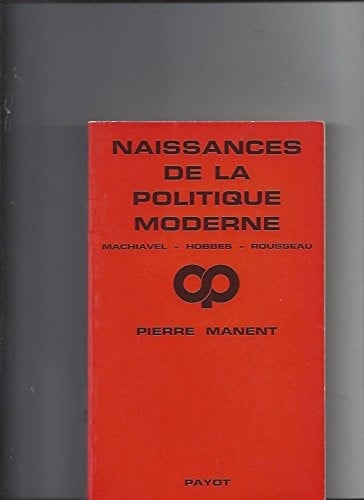 NAISSANCES
DE LA
POLITIQUE
MODERNE
MACHIAVEL - HOBBES - ROUSSEAU
PIERRE MANENT
PAYOT